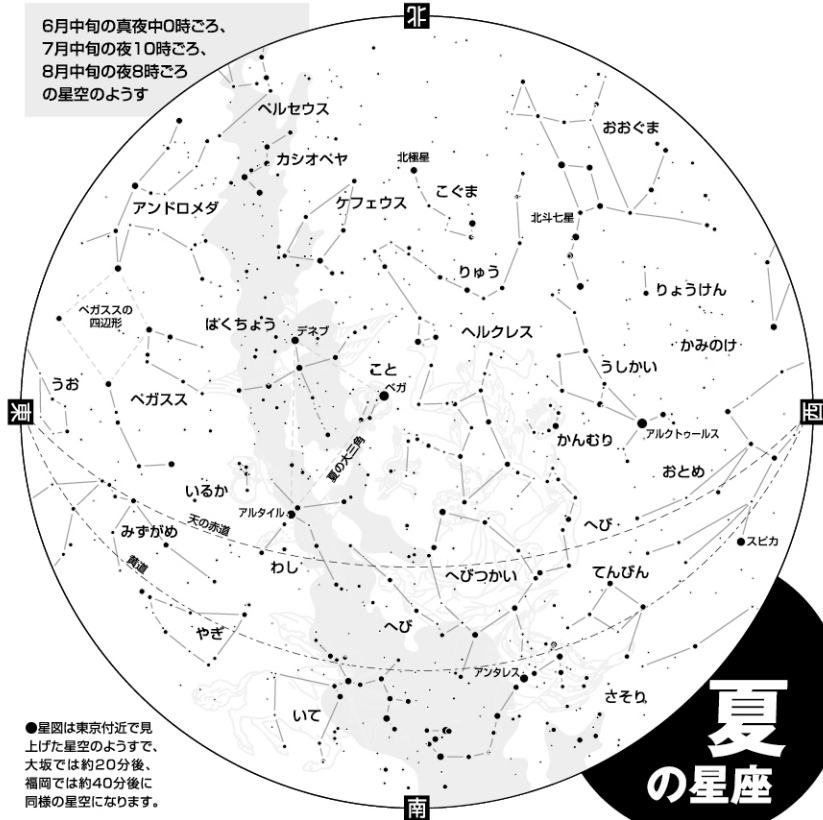 6月中旬の真夜中0時ごろ、
7月中旬の夜10時ごろ、
8月中旬の夜8時ごろ
の星空のようす
北
ペルセウス
おおぐま
カシオペヤ
北極星
こぐま
アンドロメダ
ケフェウス
北斗七星
りゅう
りょうけん
ペガススの
四辺形
はくちょう
デネブ
ヘルクレス
かみのけ
こと
うしかい
うお
ベガ
ペガスス
東
西
かんむり
アルクトゥールス
夏の大三角
おとめ
いるか
アルタイル
天の赤道
へび
みずがめ
スピカ
黄道
わし
へびつかい
てんびん
へび
やぎ
アンタレス
さそり
いて
●星図は東京付近で見
上げた星空のようすで、
大坂では約20分後、
福岡では約40分後に
同様の星空になります。
南
夏
の星座